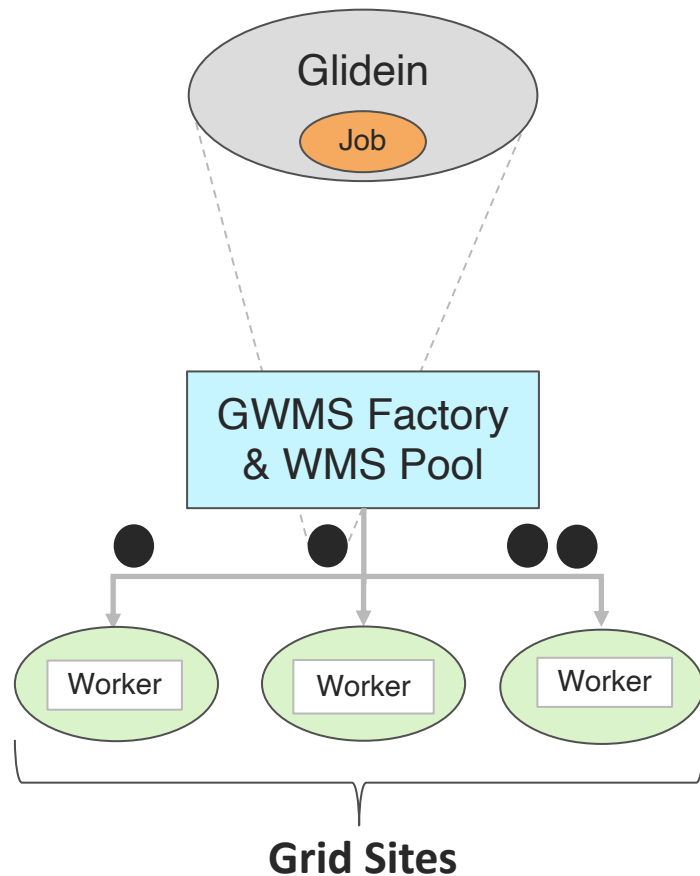 Glidein
Job
GWMS Factory
& WMS Pool
Worker
Worker
Worker
Grid Sites